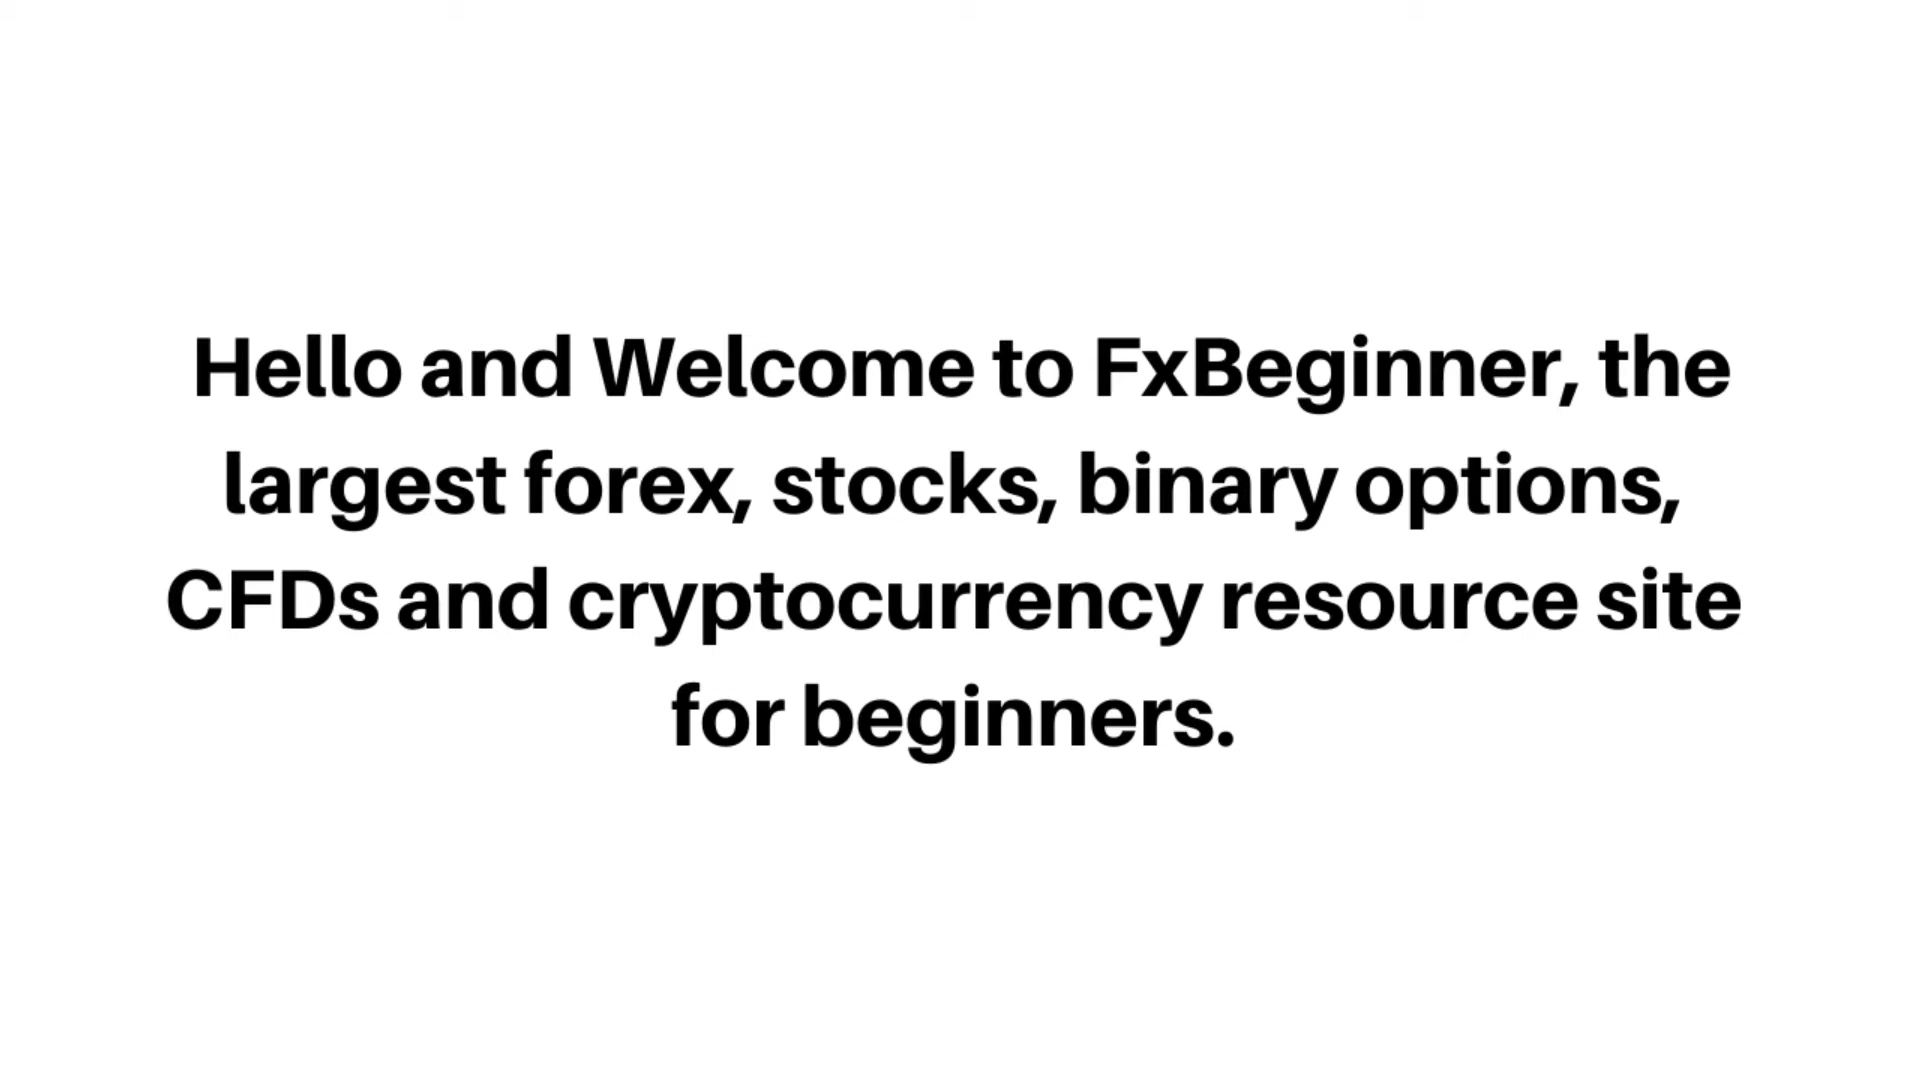 Hello and Welcome to FxBeginner, the
largest forex, stocks, binary options,
CFDs and cryptocurrency resource site
for beginners.